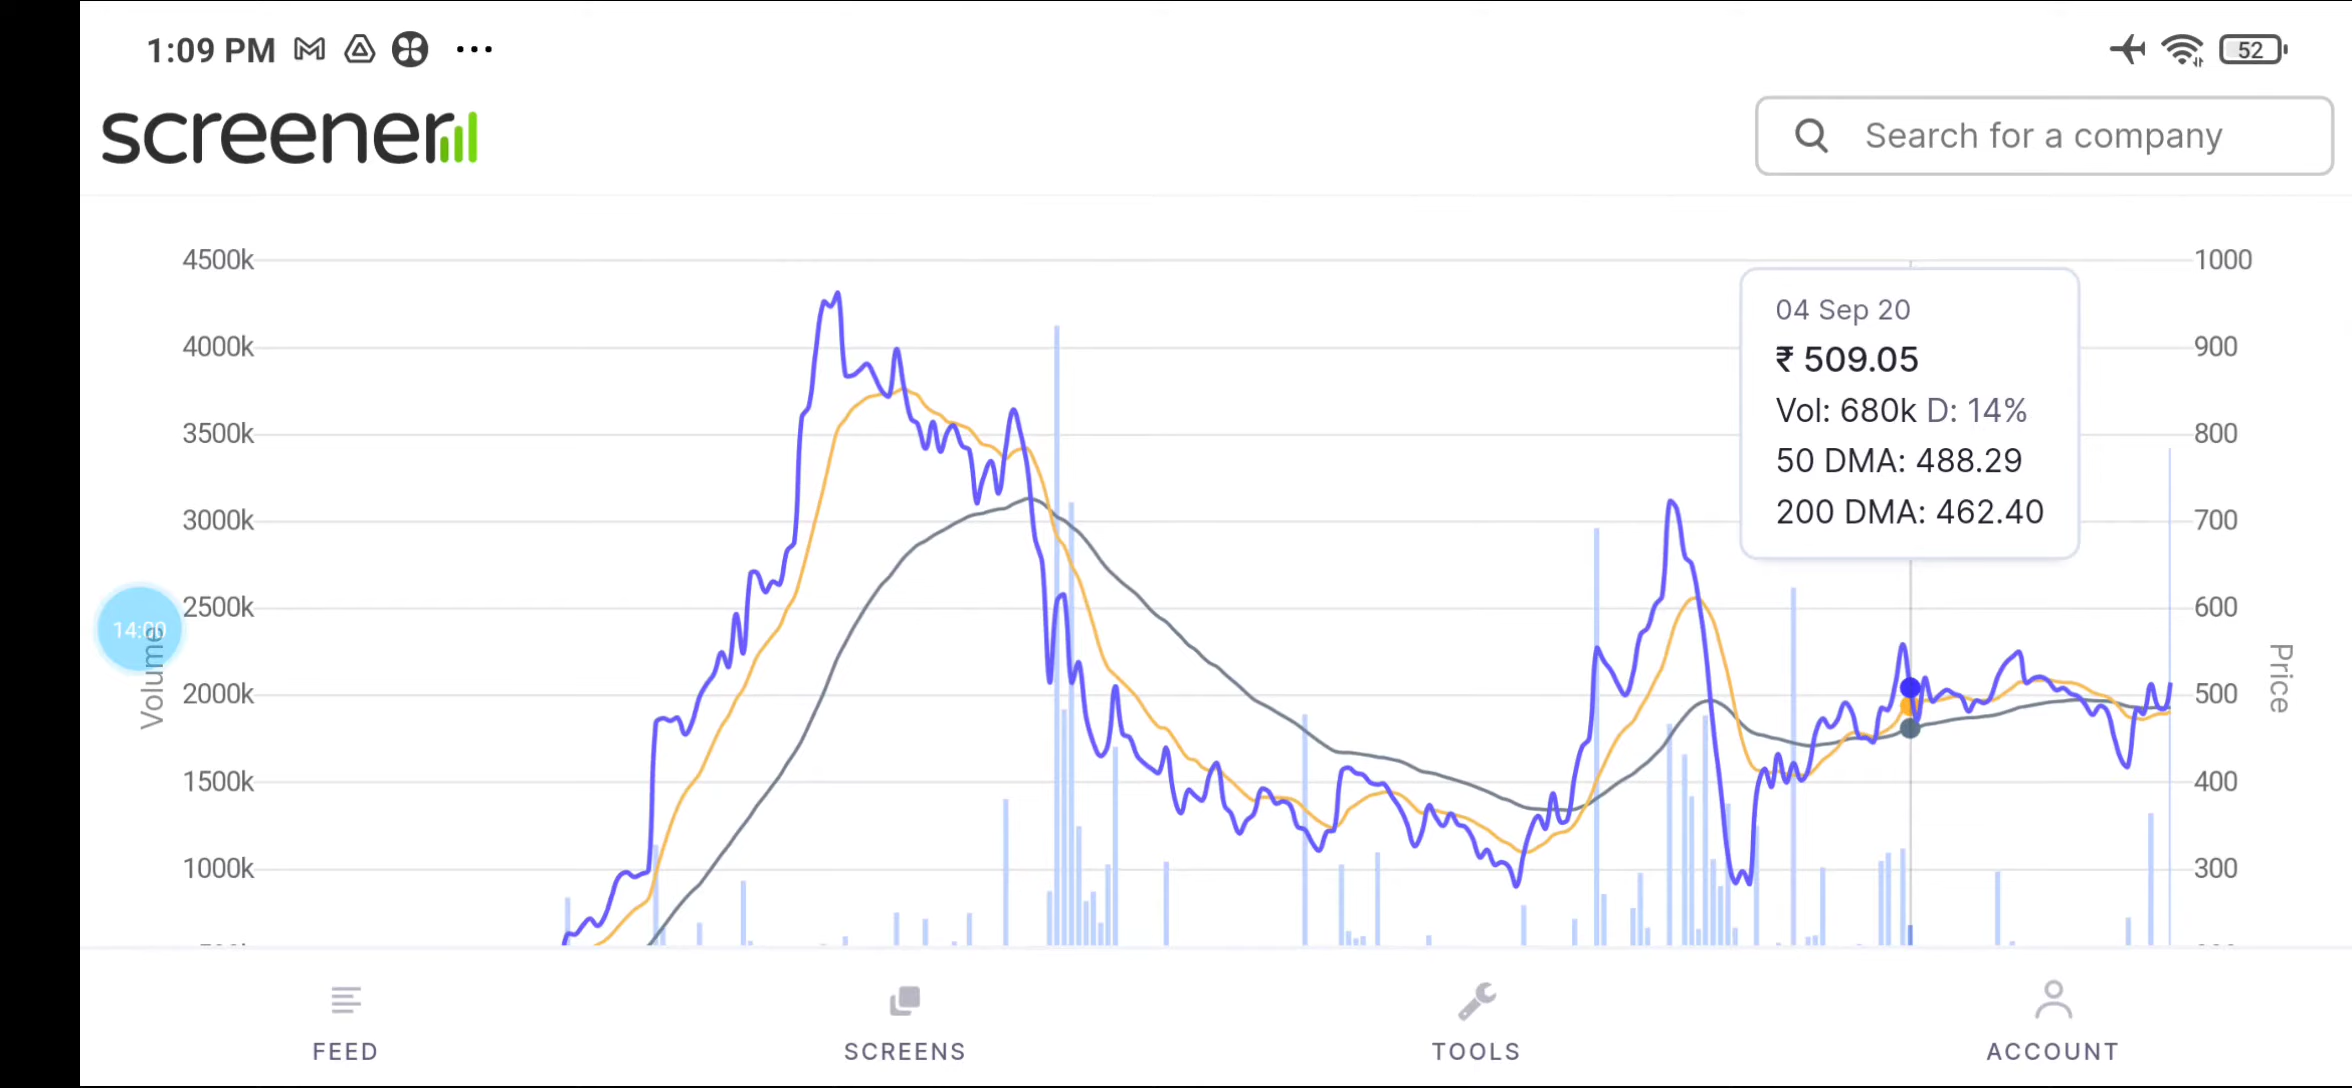 1:09 PM
52
screener
Search for a company
4500k
4000k
3500k
3000k
2500k
2000k
1500k
1000k
Volume
14:00
1000
900
800
700
600
500
400
300
Price
04 Sep 20
₹ 509.05
Vol: 680k D: 14%
50 DMA: 488.29
200 DMA: 462.40
FEED
SCREENS
TOOLS
ACCOUNT